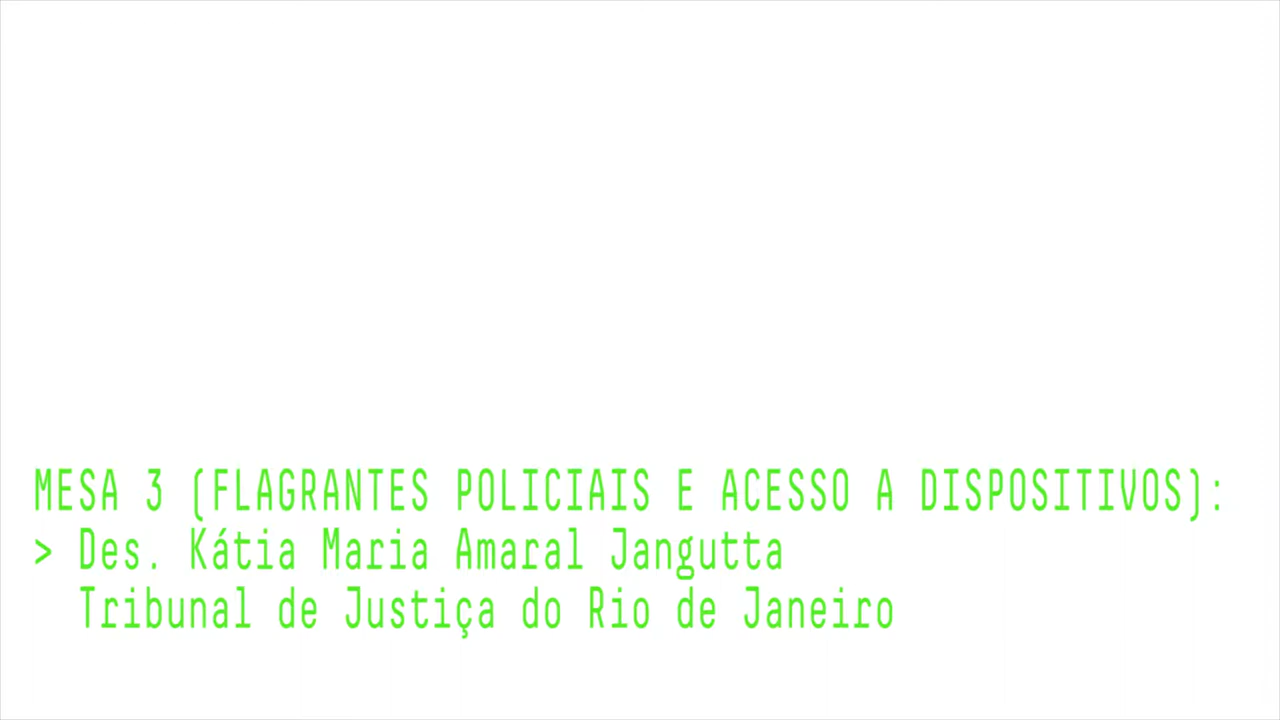 MESA 3 (FLAGRANTES POLICIAIS E ACESSO A DISPOSITIVOS):
> Des. Kátia Maria Amaral Jangutta
Tribunal de Justiça do Rio de Janeiro